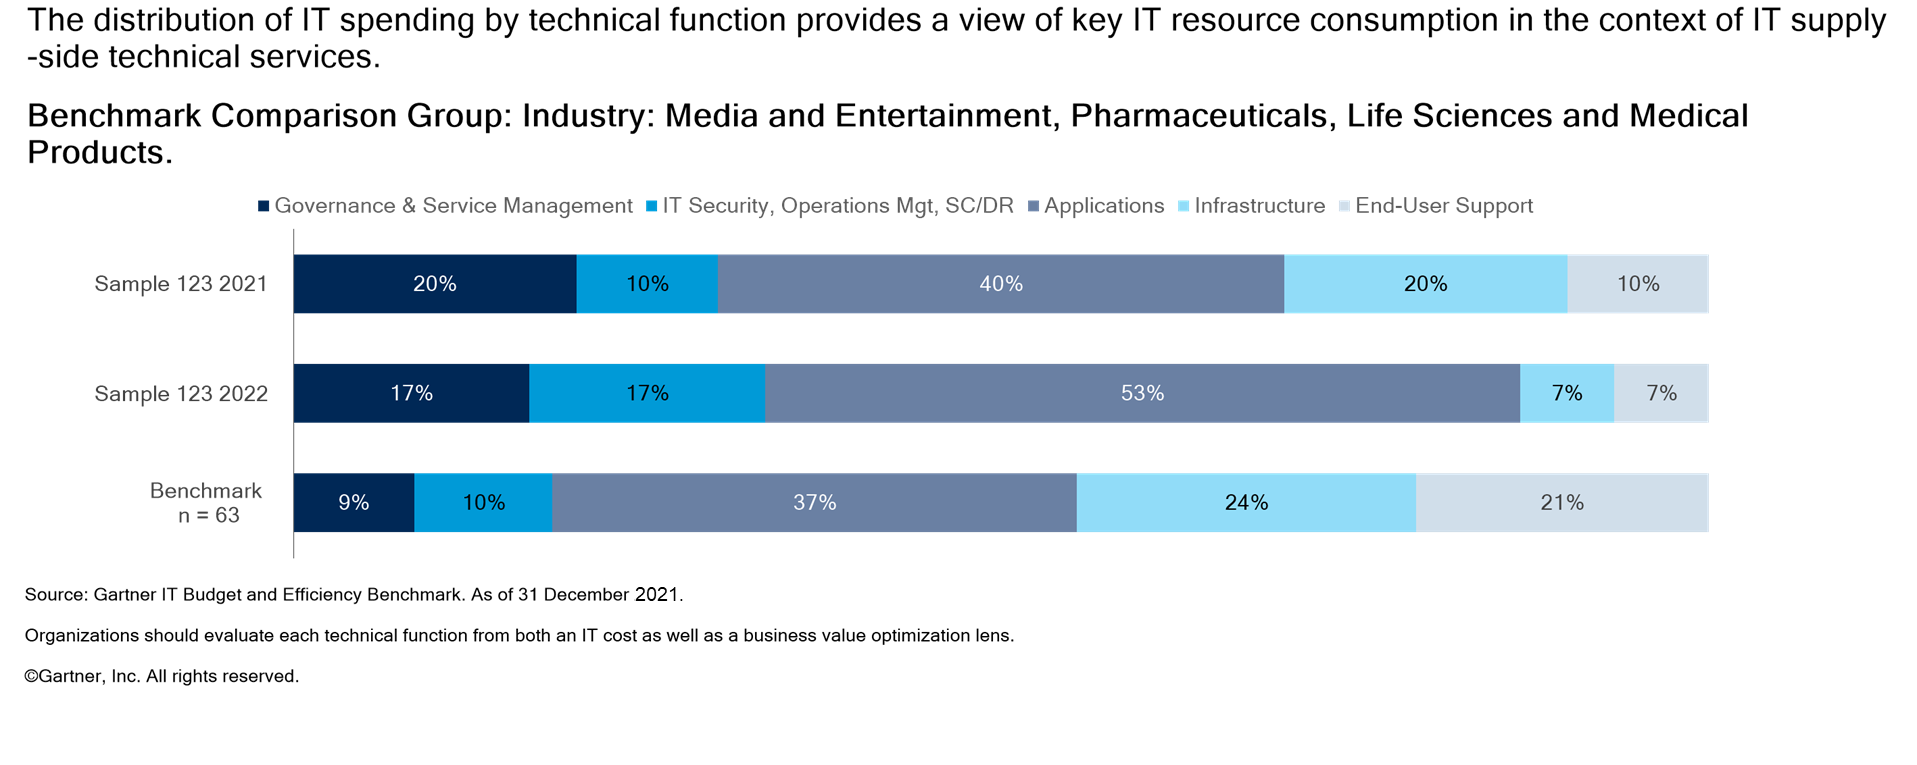 The distribution of IT spending by technical function provides a view of key IT resource consumption in the context of IT supply
-side technical services.
Benchmark Comparison Group: Industry: Media and Entertainment, Pharmaceuticals, Life Sciences and Medical
Products.
Governance & Service Management IT Security, Operations Mgt, SC/DR Applications Infrastructure End-User Support
Sample 123 2021 20% 10% 40% 20% 10%
Sample 123 2022 17% 17% 53% 7% 7%
Benchmark
n = 63
9% 10% 37% 24% 21%
Source: Gartner IT Budget and Efficiency Benchmark. As of 31 December 2021.
Organizations should evaluate each technical function from both an IT cost as well as a business value optimization lens.
©Gartner, Inc. All rights reserved.